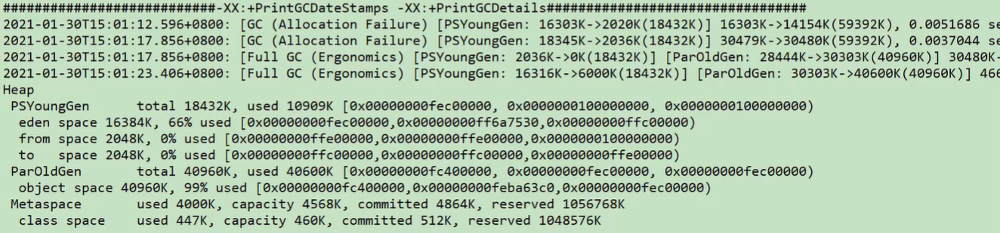 ###########################-XX:+PrintGCDateStamps -XX:+PrintGCDetails#################################
2021-01-30T15:01:12.596+0800: [GC (Allocation Failure) [PSYoungGen: 16303K->2020K(18432K)] 16303K->14154K(59392K), 0.0051686 se
2021-01-30T15:01:17.856+0800: [GC (Allocation Failure) [PSYoungGen: 18345K->2036K(18432K)] 30479K->30480K(59392K), 0.0037044 se
2021-01-30T15:01:17.856+0800: [Full GC (Ergonomics) [PSYoungGen: 2036K->0K(18432K)] [ParOldGen: 28444K->30303K(40960K)] 30480K-
2021-01-30T15:01:23.406+0800: [Full GC (Ergonomics) [PSYoungGen: 16316K->6000K(18432K)] [ParOldGen: 30303K->40600K(40960K)] 466
Heap
 PSYoungGen      total 18432K, used 10909K [0x00000000fec00000, 0x0000000100000000, 0x0000000100000000)
  eden space 16384K, 66% used [0x00000000fec00000,0x00000000ff6a7530,0x00000000ffc00000)
  from space 2048K, 0% used [0x00000000ffe00000,0x00000000ffe00000,0x0000000100000000)
  to   space 2048K, 0% used [0x00000000ffc00000,0x00000000ffc00000,0x00000000ffe00000)
 ParOldGen       total 40960K, used 40600K [0x00000000fc400000, 0x00000000fec00000, 0x00000000fec00000)
  object space 40960K, 99% used [0x00000000fc400000,0x00000000feba63c0,0x00000000fec00000)
 Metaspace       used 4000K, capacity 4568K, committed 4864K, reserved 1056768K
  class space    used 447K, capacity 460K, committed 512K, reserved 1048576K